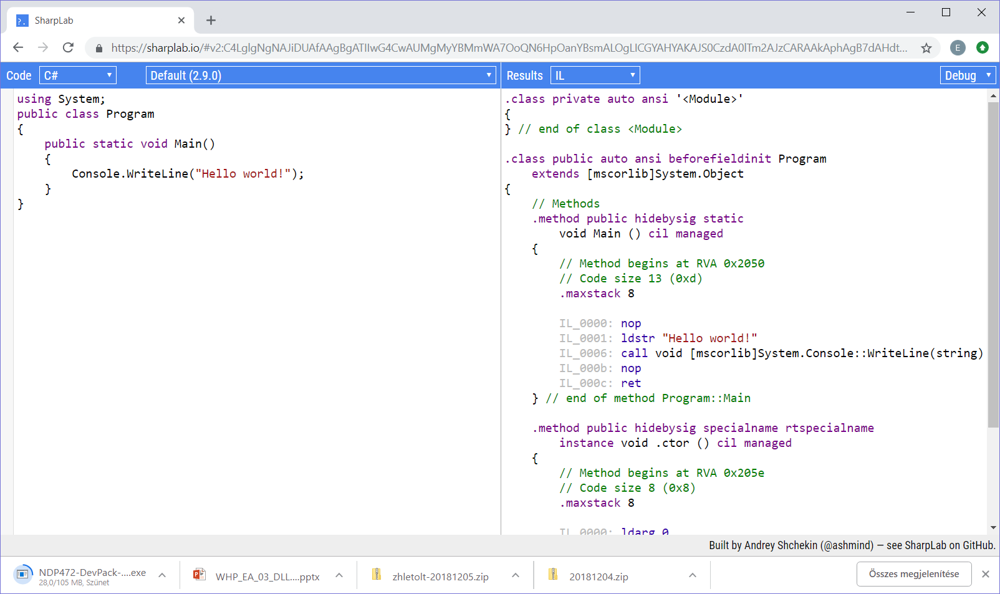 SharpLab
https://sharplab.io/#v2:C4LglgNgNAJiDUAfAAgBgATIIwG4CwAUMgMyYBMmWA7OoQN6HpOanYBsmALOgLICGYAHYAKAJS0CzdA0lTm2AJzCARAAkAphAgB7dAHdt...
E
Code C# Default (2.9.0) Results IL Debug
using System;
public class Program
{
    public static void Main()
    {
        Console.WriteLine("Hello world!");
    }
}
.class private auto ansi '<Module>'
{
} // end of class <Module>
.class public auto ansi beforefieldinit Program
    extends [mscorlib]System.Object
{
    // Methods
    .method public hidebysig static
        void Main () cil managed
    {
        // Method begins at RVA 0x2050
        // Code size 13 (0xd)
        .maxstack 8
        IL_0000: nop
        IL_0001: ldstr "Hello world!"
        IL_0006: call void [mscorlib]System.Console::WriteLine(string)
        IL_000b: nop
        IL_000c: ret
    } // end of method Program::Main
    .method public hidebysig specialname rtspecialname
        instance void .ctor () cil managed
    {
        // Method begins at RVA 0x205e
        // Code size 8 (0x8)
        .maxstack 8
        IL_0000: ldarg 0
Built by Andrey Shchekin (@ashmind) — see SharpLab on GitHub.
NDP472-DevPack-....exe
28,0/105 MB, Szünet
WHP_EA_03_DLL....pptx
zhletolt-20181205.zip
20181204.zip
Összes megjelenítése